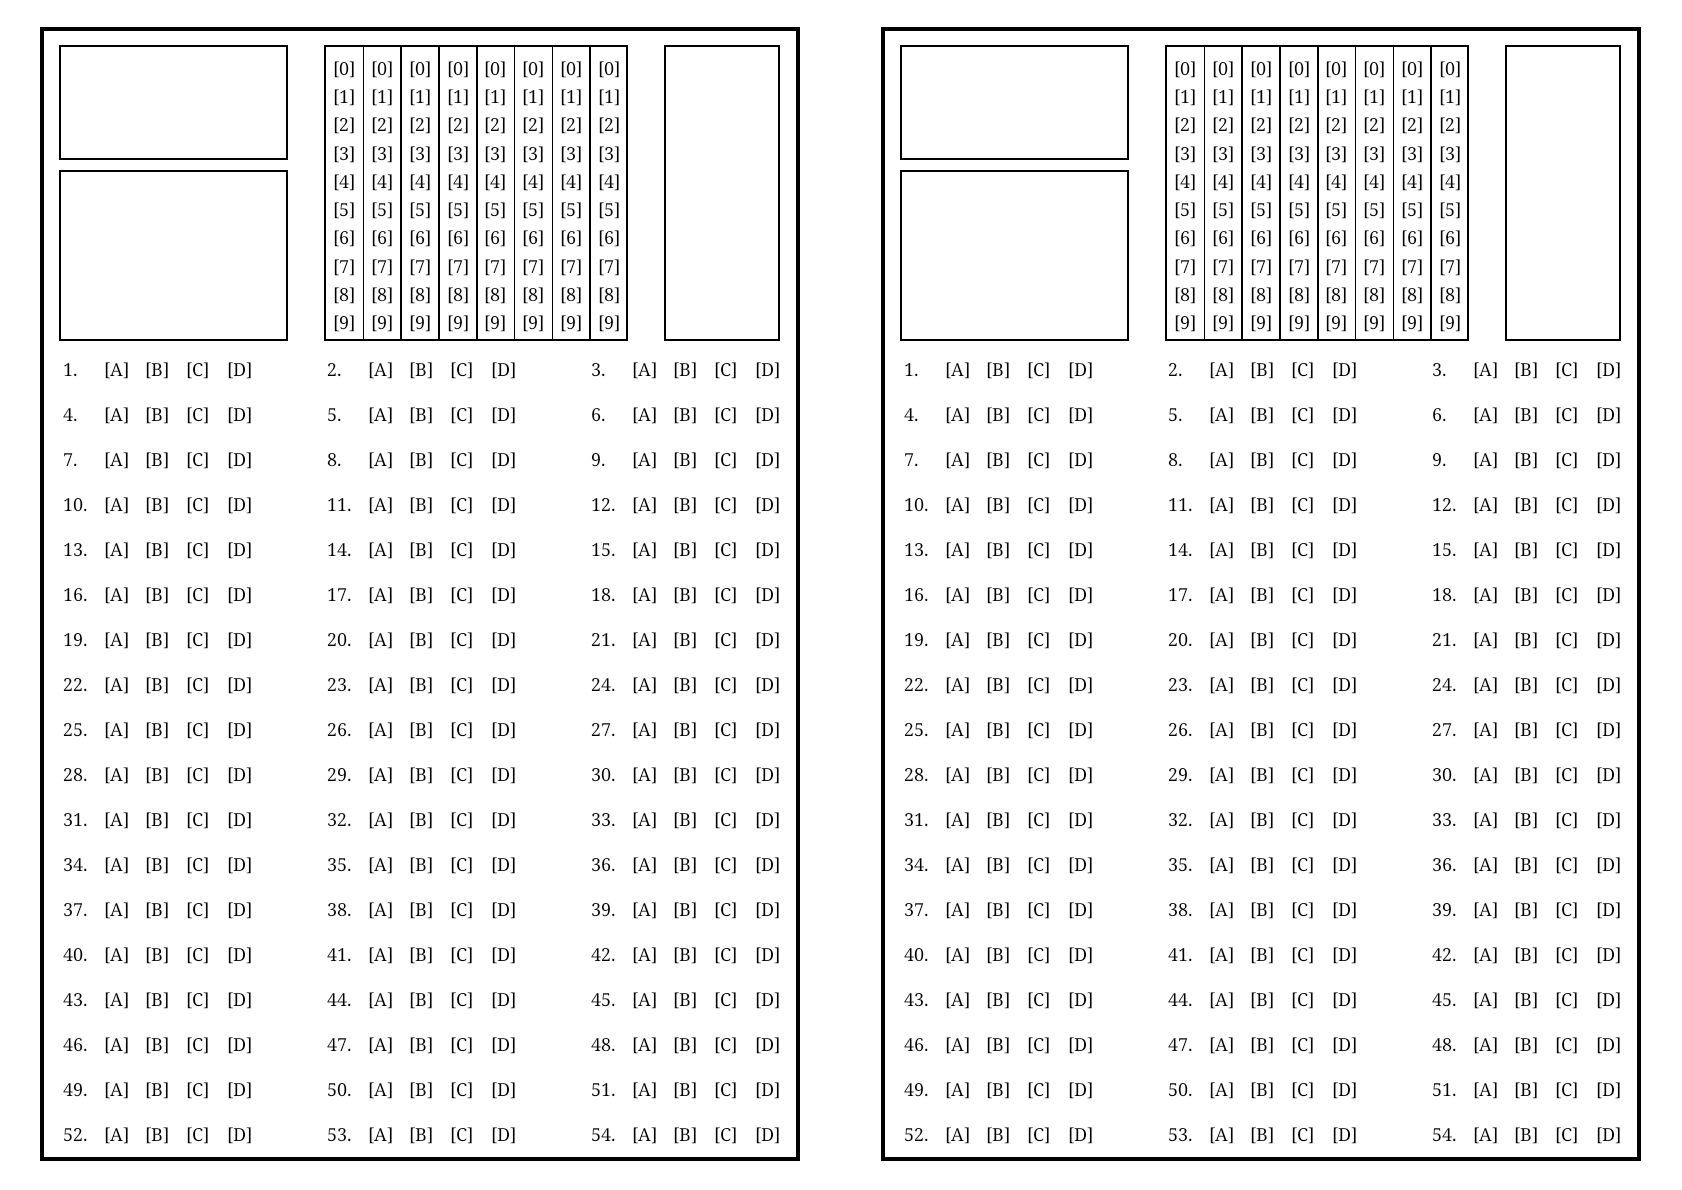 [0] [0] [0] [0] [0] [0] [0] [0]
[1] [1] [1] [1] [1] [1] [1] [1]
[2] [2] [2] [2] [2] [2] [2] [2]
[3] [3] [3] [3] [3] [3] [3] [3]
[4] [4] [4] [4] [4] [4] [4] [4]
[5] [5] [5] [5] [5] [5] [5] [5]
[6] [6] [6] [6] [6] [6] [6] [6]
[7] [7] [7] [7] [7] [7] [7] [7]
[8] [8] [8] [8] [8] [8] [8] [8]
[9] [9] [9] [9] [9] [9] [9] [9]
1. [A] [B] [C] [D] 2. [A] [B] [C] [D] 3. [A] [B] [C] [D]
4. [A] [B] [C] [D] 5. [A] [B] [C] [D] 6. [A] [B] [C] [D]
7. [A] [B] [C] [D] 8. [A] [B] [C] [D] 9. [A] [B] [C] [D]
10. [A] [B] [C] [D] 11. [A] [B] [C] [D] 12. [A] [B] [C] [D]
13. [A] [B] [C] [D] 14. [A] [B] [C] [D] 15. [A] [B] [C] [D]
16. [A] [B] [C] [D] 17. [A] [B] [C] [D] 18. [A] [B] [C] [D]
19. [A] [B] [C] [D] 20. [A] [B] [C] [D] 21. [A] [B] [C] [D]
22. [A] [B] [C] [D] 23. [A] [B] [C] [D] 24. [A] [B] [C] [D]
25. [A] [B] [C] [D] 26. [A] [B] [C] [D] 27. [A] [B] [C] [D]
28. [A] [B] [C] [D] 29. [A] [B] [C] [D] 30. [A] [B] [C] [D]
31. [A] [B] [C] [D] 32. [A] [B] [C] [D] 33. [A] [B] [C] [D]
34. [A] [B] [C] [D] 35. [A] [B] [C] [D] 36. [A] [B] [C] [D]
37. [A] [B] [C] [D] 38. [A] [B] [C] [D] 39. [A] [B] [C] [D]
40. [A] [B] [C] [D] 41. [A] [B] [C] [D] 42. [A] [B] [C] [D]
43. [A] [B] [C] [D] 44. [A] [B] [C] [D] 45. [A] [B] [C] [D]
46. [A] [B] [C] [D] 47. [A] [B] [C] [D] 48. [A] [B] [C] [D]
49. [A] [B] [C] [D] 50. [A] [B] [C] [D] 51. [A] [B] [C] [D]
52. [A] [B] [C] [D] 53. [A] [B] [C] [D] 54. [A] [B] [C] [D]
[0] [0] [0] [0] [0] [0] [0] [0]
[1] [1] [1] [1] [1] [1] [1] [1]
[2] [2] [2] [2] [2] [2] [2] [2]
[3] [3] [3] [3] [3] [3] [3] [3]
[4] [4] [4] [4] [4] [4] [4] [4]
[5] [5] [5] [5] [5] [5] [5] [5]
[6] [6] [6] [6] [6] [6] [6] [6]
[7] [7] [7] [7] [7] [7] [7] [7]
[8] [8] [8] [8] [8] [8] [8] [8]
[9] [9] [9] [9] [9] [9] [9] [9]
1. [A] [B] [C] [D] 2. [A] [B] [C] [D] 3. [A] [B] [C] [D]
4. [A] [B] [C] [D] 5. [A] [B] [C] [D] 6. [A] [B] [C] [D]
7. [A] [B] [C] [D] 8. [A] [B] [C] [D] 9. [A] [B] [C] [D]
10. [A] [B] [C] [D] 11. [A] [B] [C] [D] 12. [A] [B] [C] [D]
13. [A] [B] [C] [D] 14. [A] [B] [C] [D] 15. [A] [B] [C] [D]
16. [A] [B] [C] [D] 17. [A] [B] [C] [D] 18. [A] [B] [C] [D]
19. [A] [B] [C] [D] 20. [A] [B] [C] [D] 21. [A] [B] [C] [D]
22. [A] [B] [C] [D] 23. [A] [B] [C] [D] 24. [A] [B] [C] [D]
25. [A] [B] [C] [D] 26. [A] [B] [C] [D] 27. [A] [B] [C] [D]
28. [A] [B] [C] [D] 29. [A] [B] [C] [D] 30. [A] [B] [C] [D]
31. [A] [B] [C] [D] 32. [A] [B] [C] [D] 33. [A] [B] [C] [D]
34. [A] [B] [C] [D] 35. [A] [B] [C] [D] 36. [A] [B] [C] [D]
37. [A] [B] [C] [D] 38. [A] [B] [C] [D] 39. [A] [B] [C] [D]
40. [A] [B] [C] [D] 41. [A] [B] [C] [D] 42. [A] [B] [C] [D]
43. [A] [B] [C] [D] 44. [A] [B] [C] [D] 45. [A] [B] [C] [D]
46. [A] [B] [C] [D] 47. [A] [B] [C] [D] 48. [A] [B] [C] [D]
49. [A] [B] [C] [D] 50. [A] [B] [C] [D] 51. [A] [B] [C] [D]
52. [A] [B] [C] [D] 53. [A] [B] [C] [D] 54. [A] [B] [C] [D]